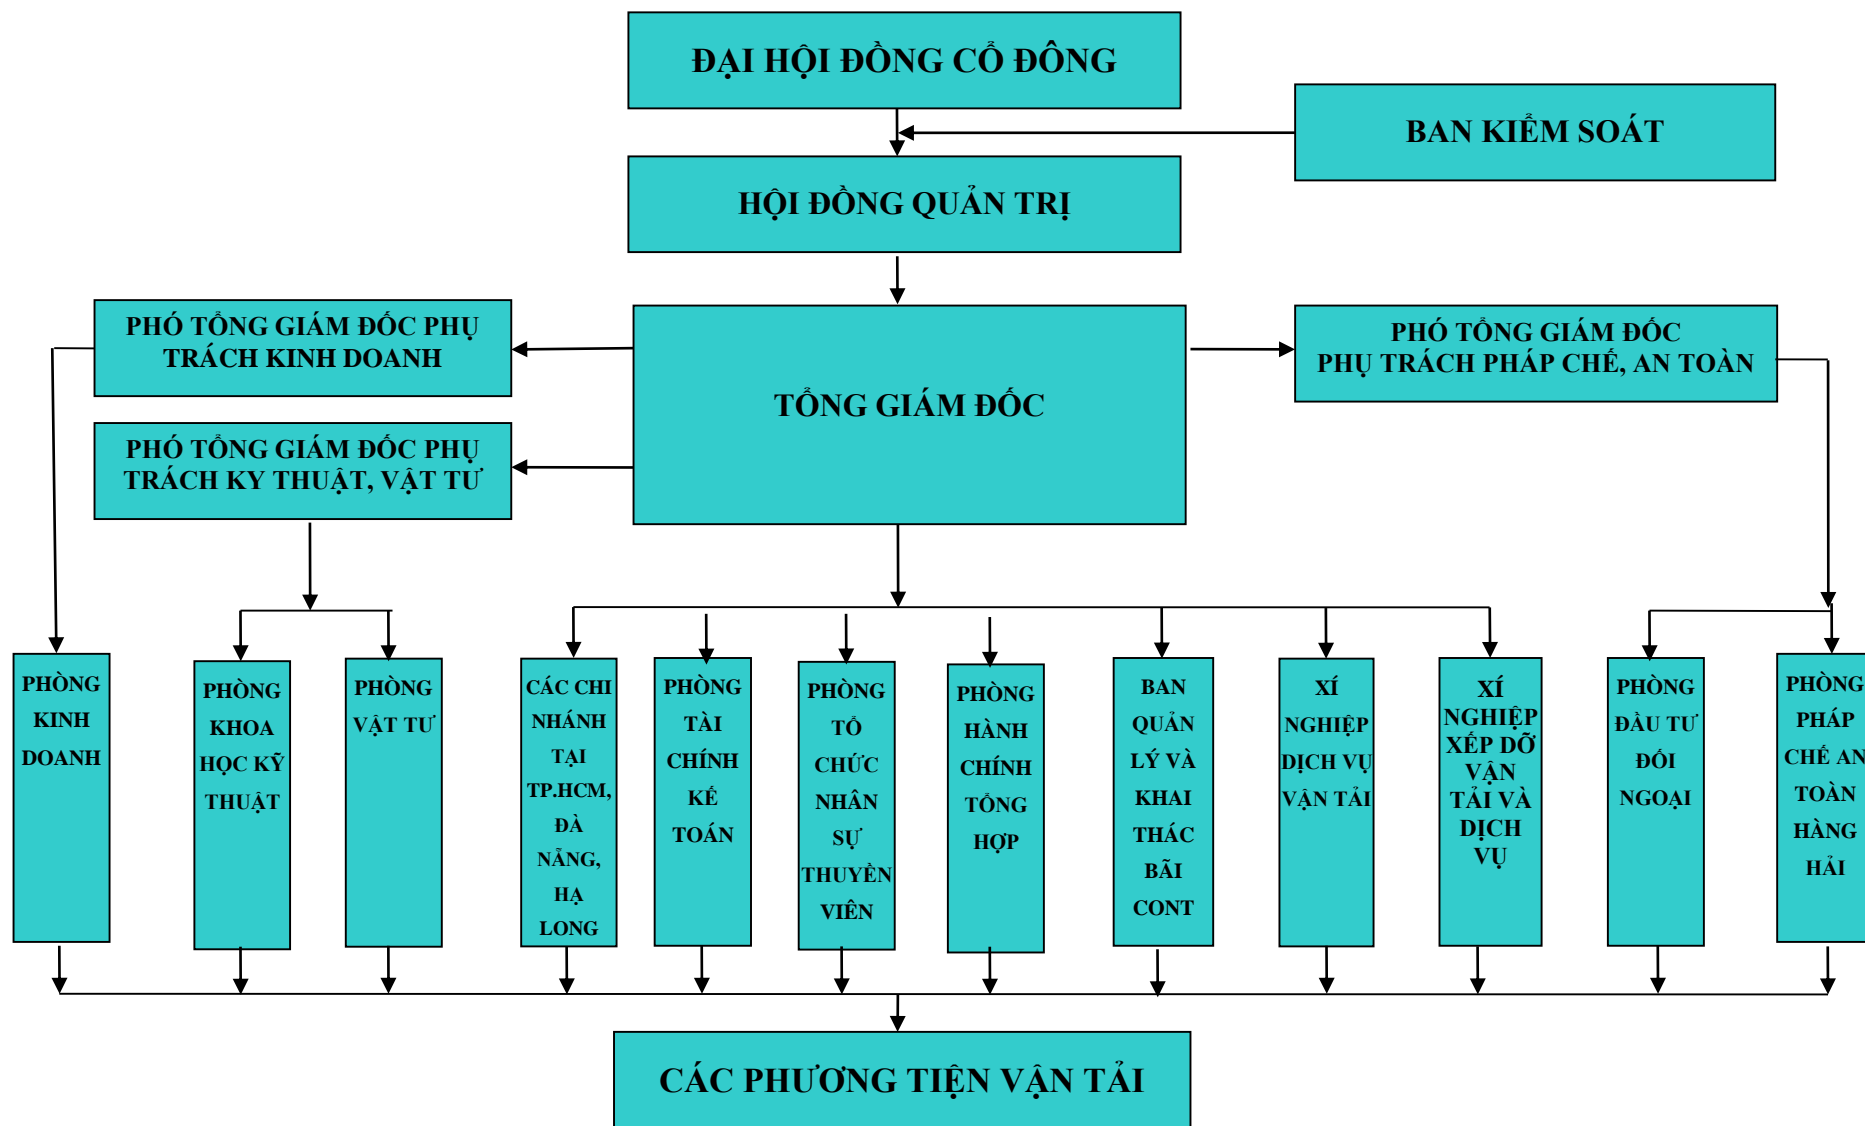 ĐẠI HỘI ĐỒNG CỔ ĐÔNG
BAN KIỂM SOÁT
HỘI ĐỒNG QUẢN TRỊ
PHÓ TỔNG GIÁM ĐỐC PHỤ
TRÁCH KINH DOANH
PHÓ TỔNG GIÁM ĐỐC
PHỤ TRÁCH PHÁP CHẾ, AN TOÀN
TỔNG GIÁM ĐỐC
PHÓ TỔNG GIÁM ĐỐC PHỤ
TRÁCH KY THUẬT, VẬT TƯ
PHÒNG
KINH
DOANH
PHÒNG
KHOA
HỌC KỸ
THUẬT
PHÒNG
VẬT TƯ
CÁC CHI
NHÁNH
TẠI
TP.HCM,
ĐÀ
NẴNG,
HẠ
LONG
PHÒNG
TÀI
CHÍNH
KẾ
TOÁN
PHÒNG
TỔ
CHỨC
NHÂN
SỰ
THUYỀN
VIÊN
PHÒNG
HÀNH
CHÍNH
TỔNG
HỢP
BAN
QUẢN
LÝ VÀ
KHAI
THÁC
BÃI
CONT
XÍ
NGHIỆP
DỊCH VỤ
VẬN TẢI
XÍ
NGHIỆP
XẾP DỠ
VẬN
TẢI VÀ
DỊCH
VỤ
PHÒNG
ĐẦU TƯ
ĐỐI
NGOẠI
PHÒNG
PHÁP
CHẾ AN
TOÀN
HÀNG
HẢI
CÁC PHƯƠNG TIỆN VẬN TẢI